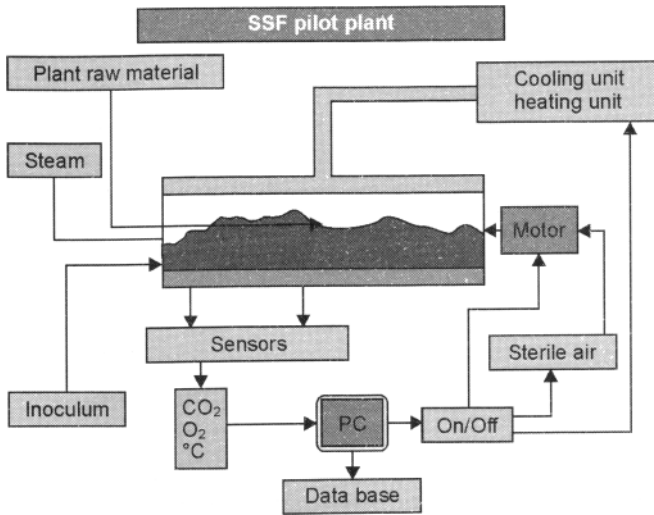 SSF pilot plant
Plant raw material
Cooling unit
heating unit
Steam
Motor
Sensors
Sterile air
Inoculum
CO₂
O₂
°C
PC
On/Off
Data base